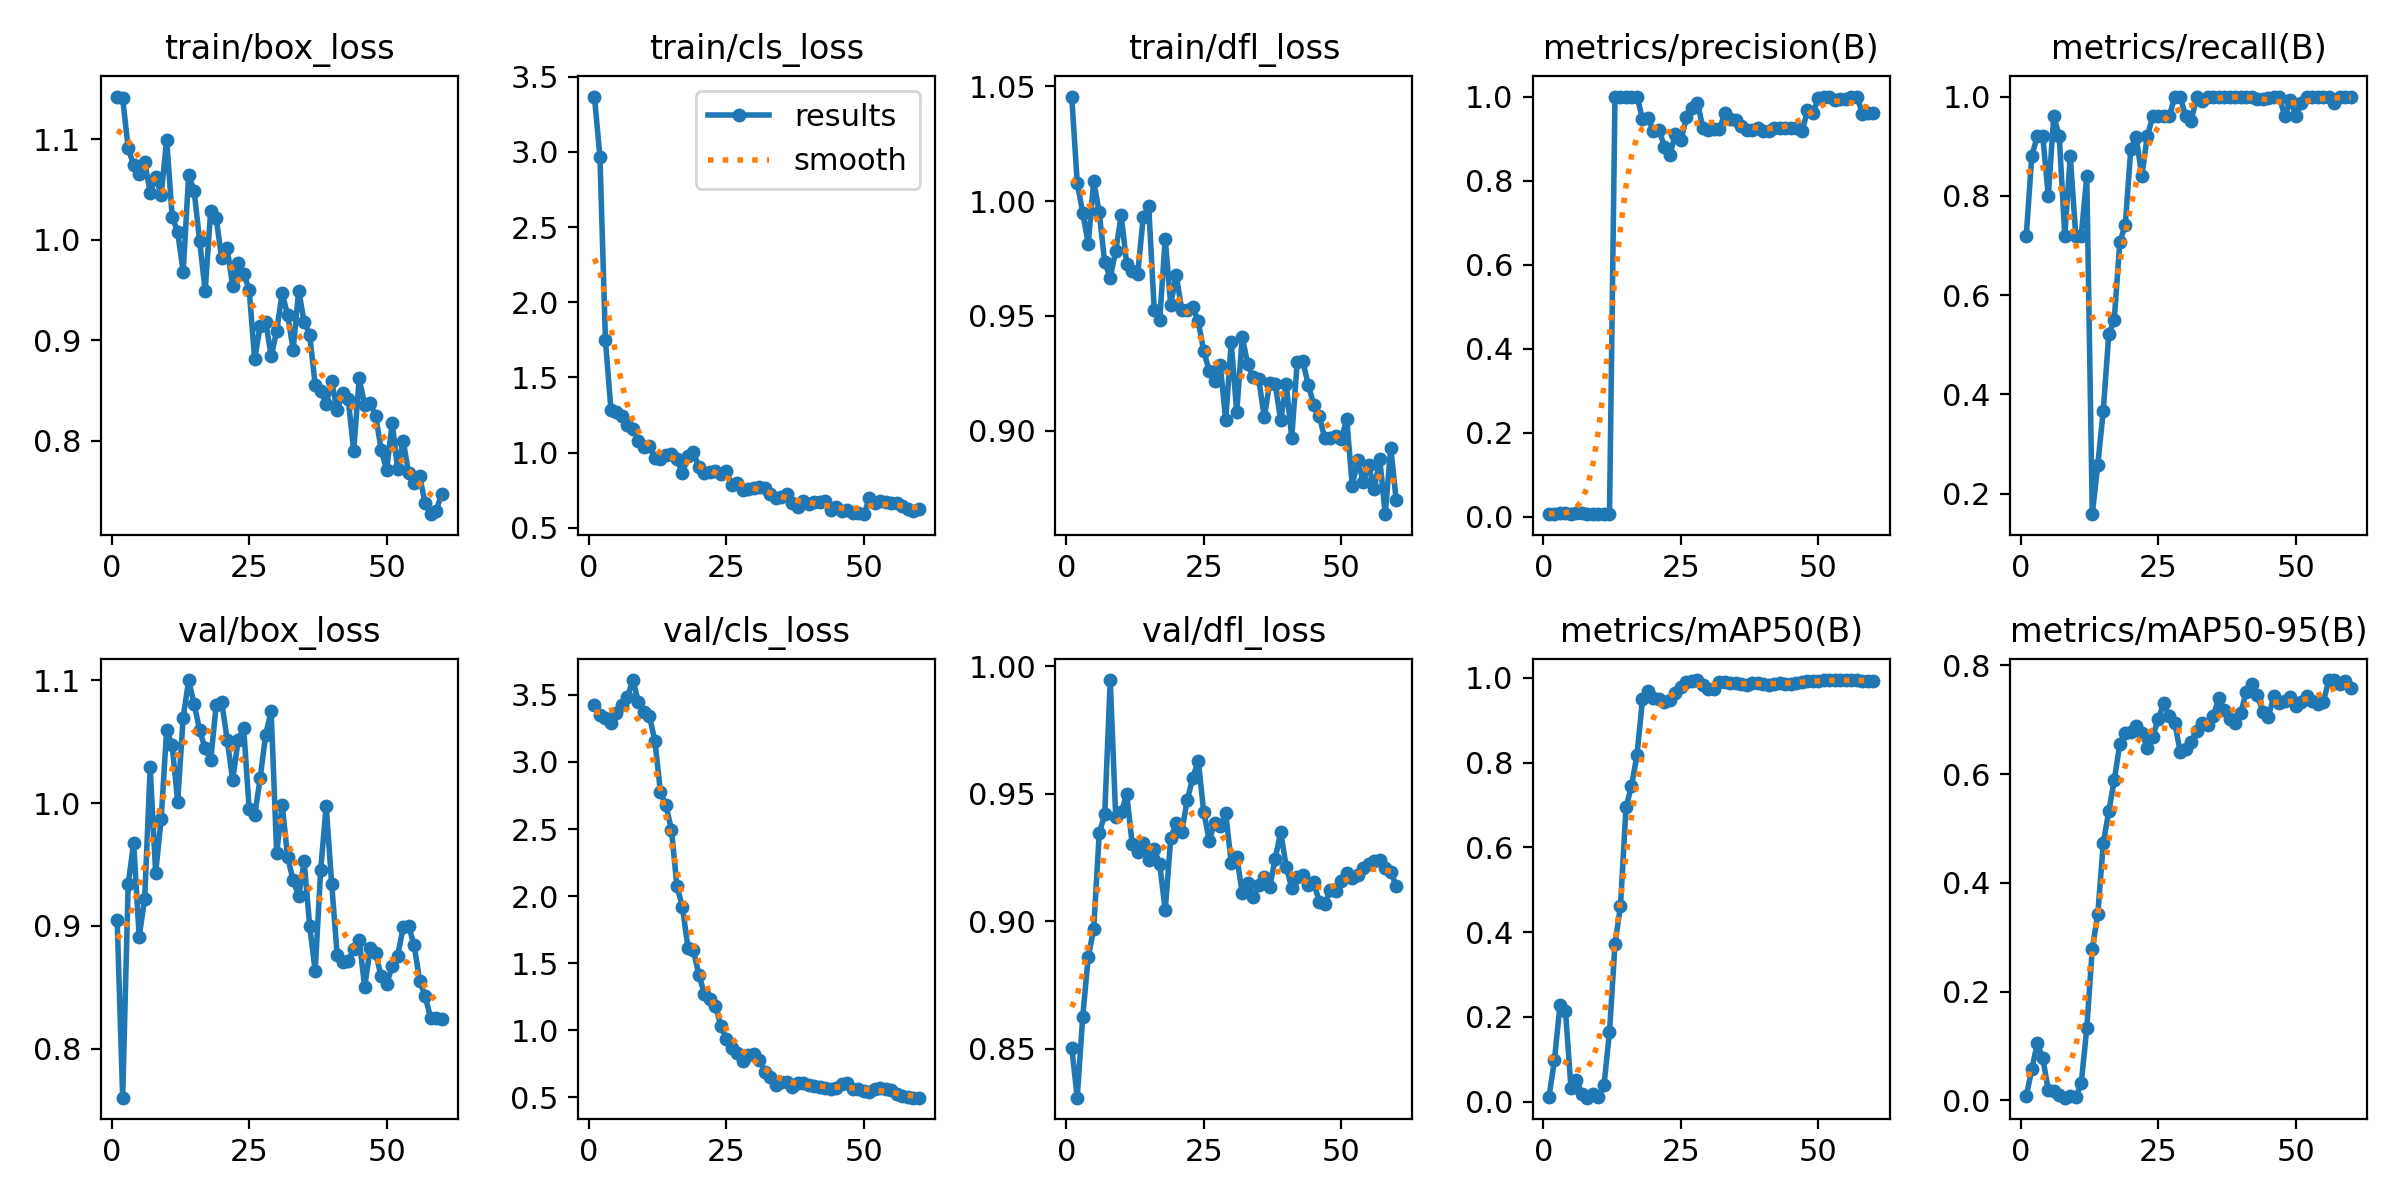 train/box_loss
1.1
1.0
0.9
0.8
0 25 50
train/cls_loss
3.5
3.0
2.5
2.0
1.5
1.0
0.5
results
smooth
0 25 50
train/dfl_loss
1.05
1.00
0.95
0.90
0 25 50
metrics/precision(B)
1.0
0.8
0.6
0.4
0.2
0.0
0 25 50
metrics/recall(B)
1.0
0.8
0.6
0.4
0.2
0 25 50
val/box_loss
1.1
1.0
0.9
0.8
0 25 50
val/cls_loss
3.5
3.0
2.5
2.0
1.5
1.0
0.5
0 25 50
val/dfl_loss
1.00
0.95
0.90
0.85
0 25 50
metrics/mAP50(B)
1.0
0.8
0.6
0.4
0.2
0.0
0 25 50
metrics/mAP50-95(B)
0.8
0.6
0.4
0.2
0.0
0 25 50